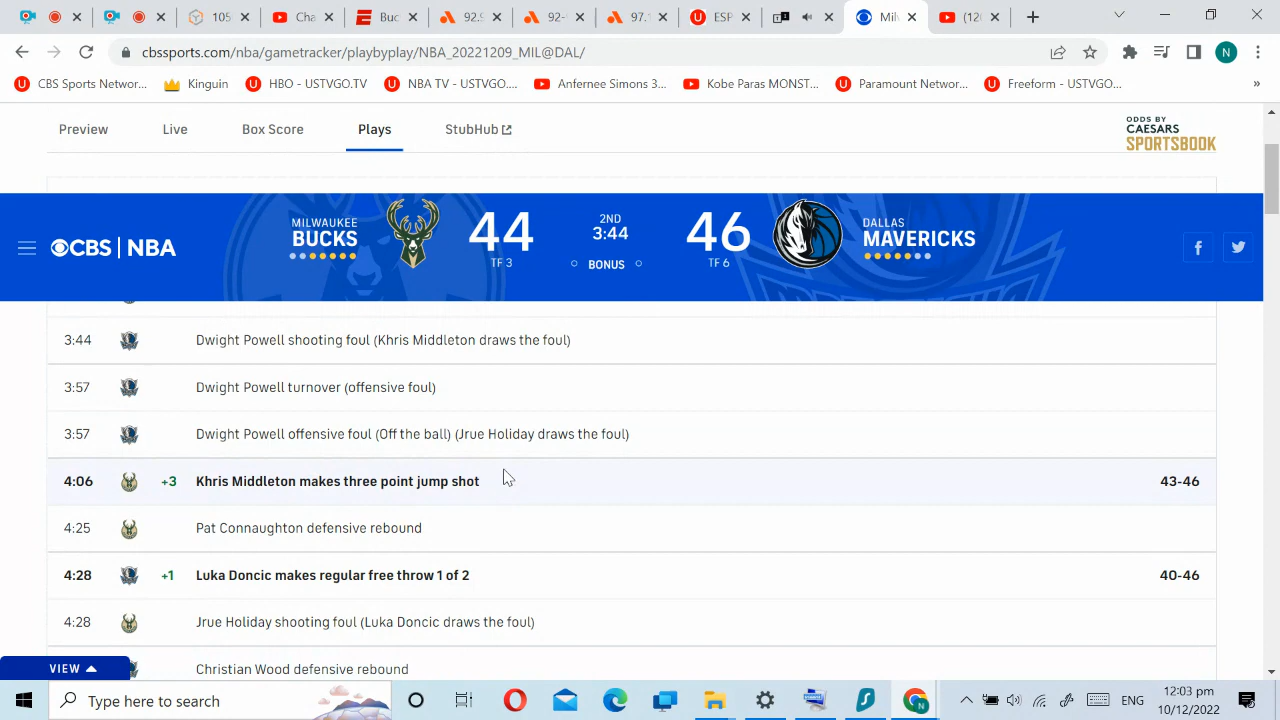 105
Cha
Buc
92.9
92-
97.
ESP
Mil
(12
cbssports.com/nba/gametracker/playbyplay/NBA_20221209_MIL@DAL/
N
CBS Sports Network...
Kinguin
HBO - USTVGO.TV
NBA TV - USTVGO....
Anfernee Simons 3...
Kobe Paras MONST...
Paramount Networ...
Freeform - USTVGO...
»
Preview
Live
Box Score
Plays
StubHub
ODDS BY
CAESARS
SPORTSBOOK
CBS | NBA
MILWAUKEE
BUCKS
44
TF 3
2ND
3:44
BONUS
46
TF 6
DALLAS
MAVERICKS
3:44 Dwight Powell shooting foul (Khris Middleton draws the foul)
3:57 Dwight Powell turnover (offensive foul)
3:57 Dwight Powell offensive foul (Off the ball) (Jrue Holiday draws the foul)
4:06 +3 Khris Middleton makes three point jump shot 43-46
4:25 Pat Connaughton defensive rebound
4:28 +1 Luka Doncic makes regular free throw 1 of 2 40-46
4:28 Jrue Holiday shooting foul (Luka Doncic draws the foul)
Christian Wood defensive rebound
VIEW
Type here to search
ENG
12:03 pm
10/12/2022